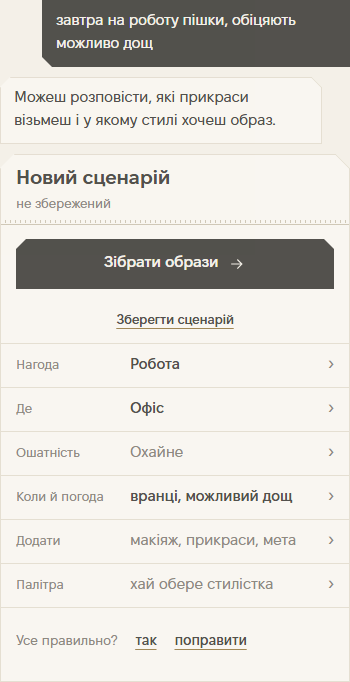 завтра на роботу пішки, обіцяють
можливо дощ
Можеш розповісти, які прикраси
візьмеш і у якому стилі хочеш образ.
Новий сценарій
не збережений
Зібрати образи →
Зберегти сценарій
Нагода Робота ›
Де Офіс ›
Ошатність Охайне ›
Коли й погода вранці, можливий дощ ›
Додати макіяж, прикраси, мета ›
Палітра хай обере стилістка ›
Усе правильно? так поправити